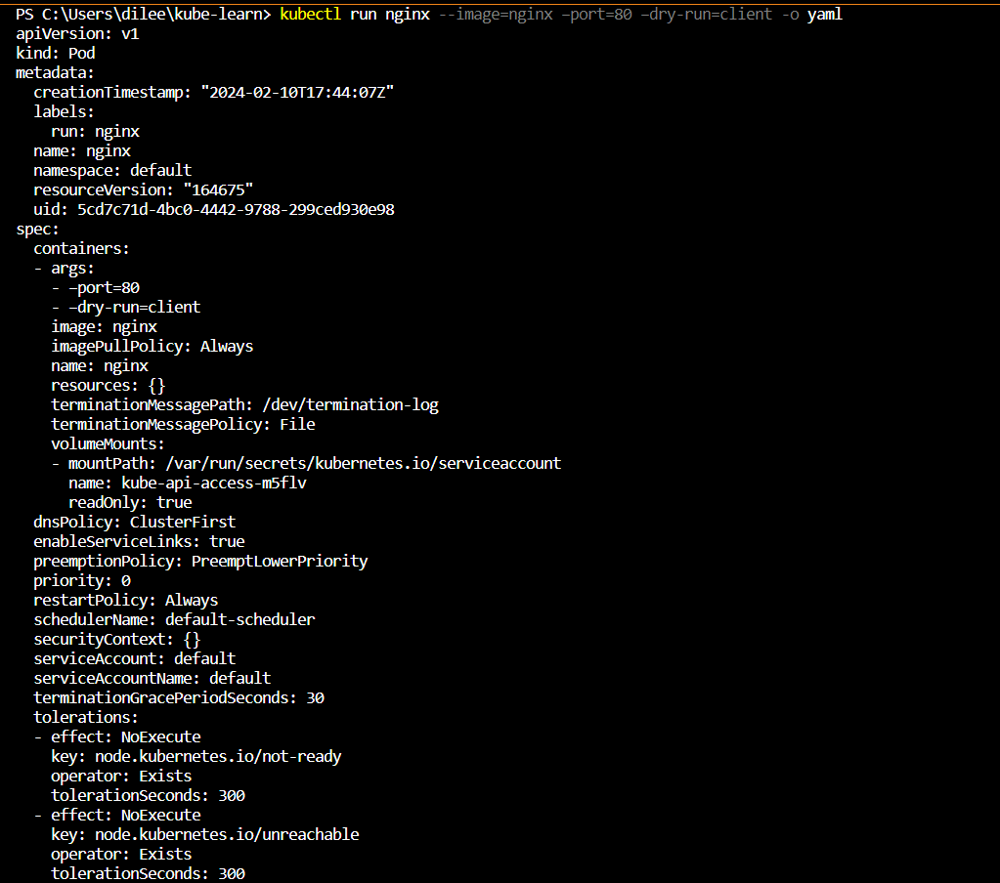 PS C:\Users\dilee\kube-learn> kubectl run nginx --image=nginx –port=80 –dry-run=client -o yaml
apiVersion: v1
kind: Pod
metadata:
  creationTimestamp: "2024-02-10T17:44:07Z"
  labels:
    run: nginx
  name: nginx
  namespace: default
  resourceVersion: "164675"
  uid: 5cd7c71d-4bc0-4442-9788-299ced930e98
spec:
  containers:
  - args:
    - –port=80
    - –dry-run=client
    image: nginx
    imagePullPolicy: Always
    name: nginx
    resources: {}
    terminationMessagePath: /dev/termination-log
    terminationMessagePolicy: File
    volumeMounts:
    - mountPath: /var/run/secrets/kubernetes.io/serviceaccount
      name: kube-api-access-m5flv
      readOnly: true
  dnsPolicy: ClusterFirst
  enableServiceLinks: true
  preemptionPolicy: PreemptLowerPriority
  priority: 0
  restartPolicy: Always
  schedulerName: default-scheduler
  securityContext: {}
  serviceAccount: default
  serviceAccountName: default
  terminationGracePeriodSeconds: 30
  tolerations:
  - effect: NoExecute
    key: node.kubernetes.io/not-ready
    operator: Exists
    tolerationSeconds: 300
  - effect: NoExecute
    key: node.kubernetes.io/unreachable
    operator: Exists
    tolerationSeconds: 300